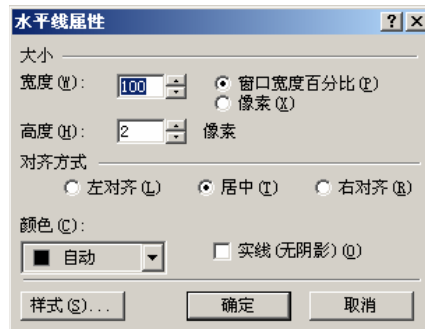 水平线属性
大小
宽度(W): 100 窗口宽度百分比(P)
像素(X)
高度(H): 2 像素
对齐方式
左对齐(L) 居中(T) 右对齐(R)
颜色(C):
自动 实线(无阴影)(O)
样式(S)... 确定 取消